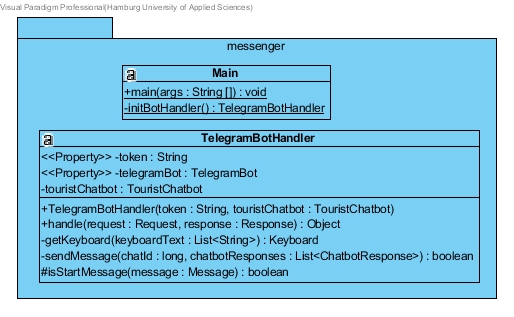 Visual Paradigm Professional(Hamburg University of Applied Sciences)
messenger
a Main
+main(args : String []) : void
-initBotHandler() : TelegramBotHandler
a TelegramBotHandler
<<Property>> -token : String
<<Property>> -telegramBot : TelegramBot
-touristChatbot : TouristChatbot
+TelegramBotHandler(token : String, touristChatbot : TouristChatbot)
+handle(request : Request, response : Response) : Object
-getKeyboard(keyboardText : List<String>) : Keyboard
-sendMessage(chatId : long, chatbotResponses : List<ChatbotResponse>) : boolean
#isStartMessage(message : Message) : boolean